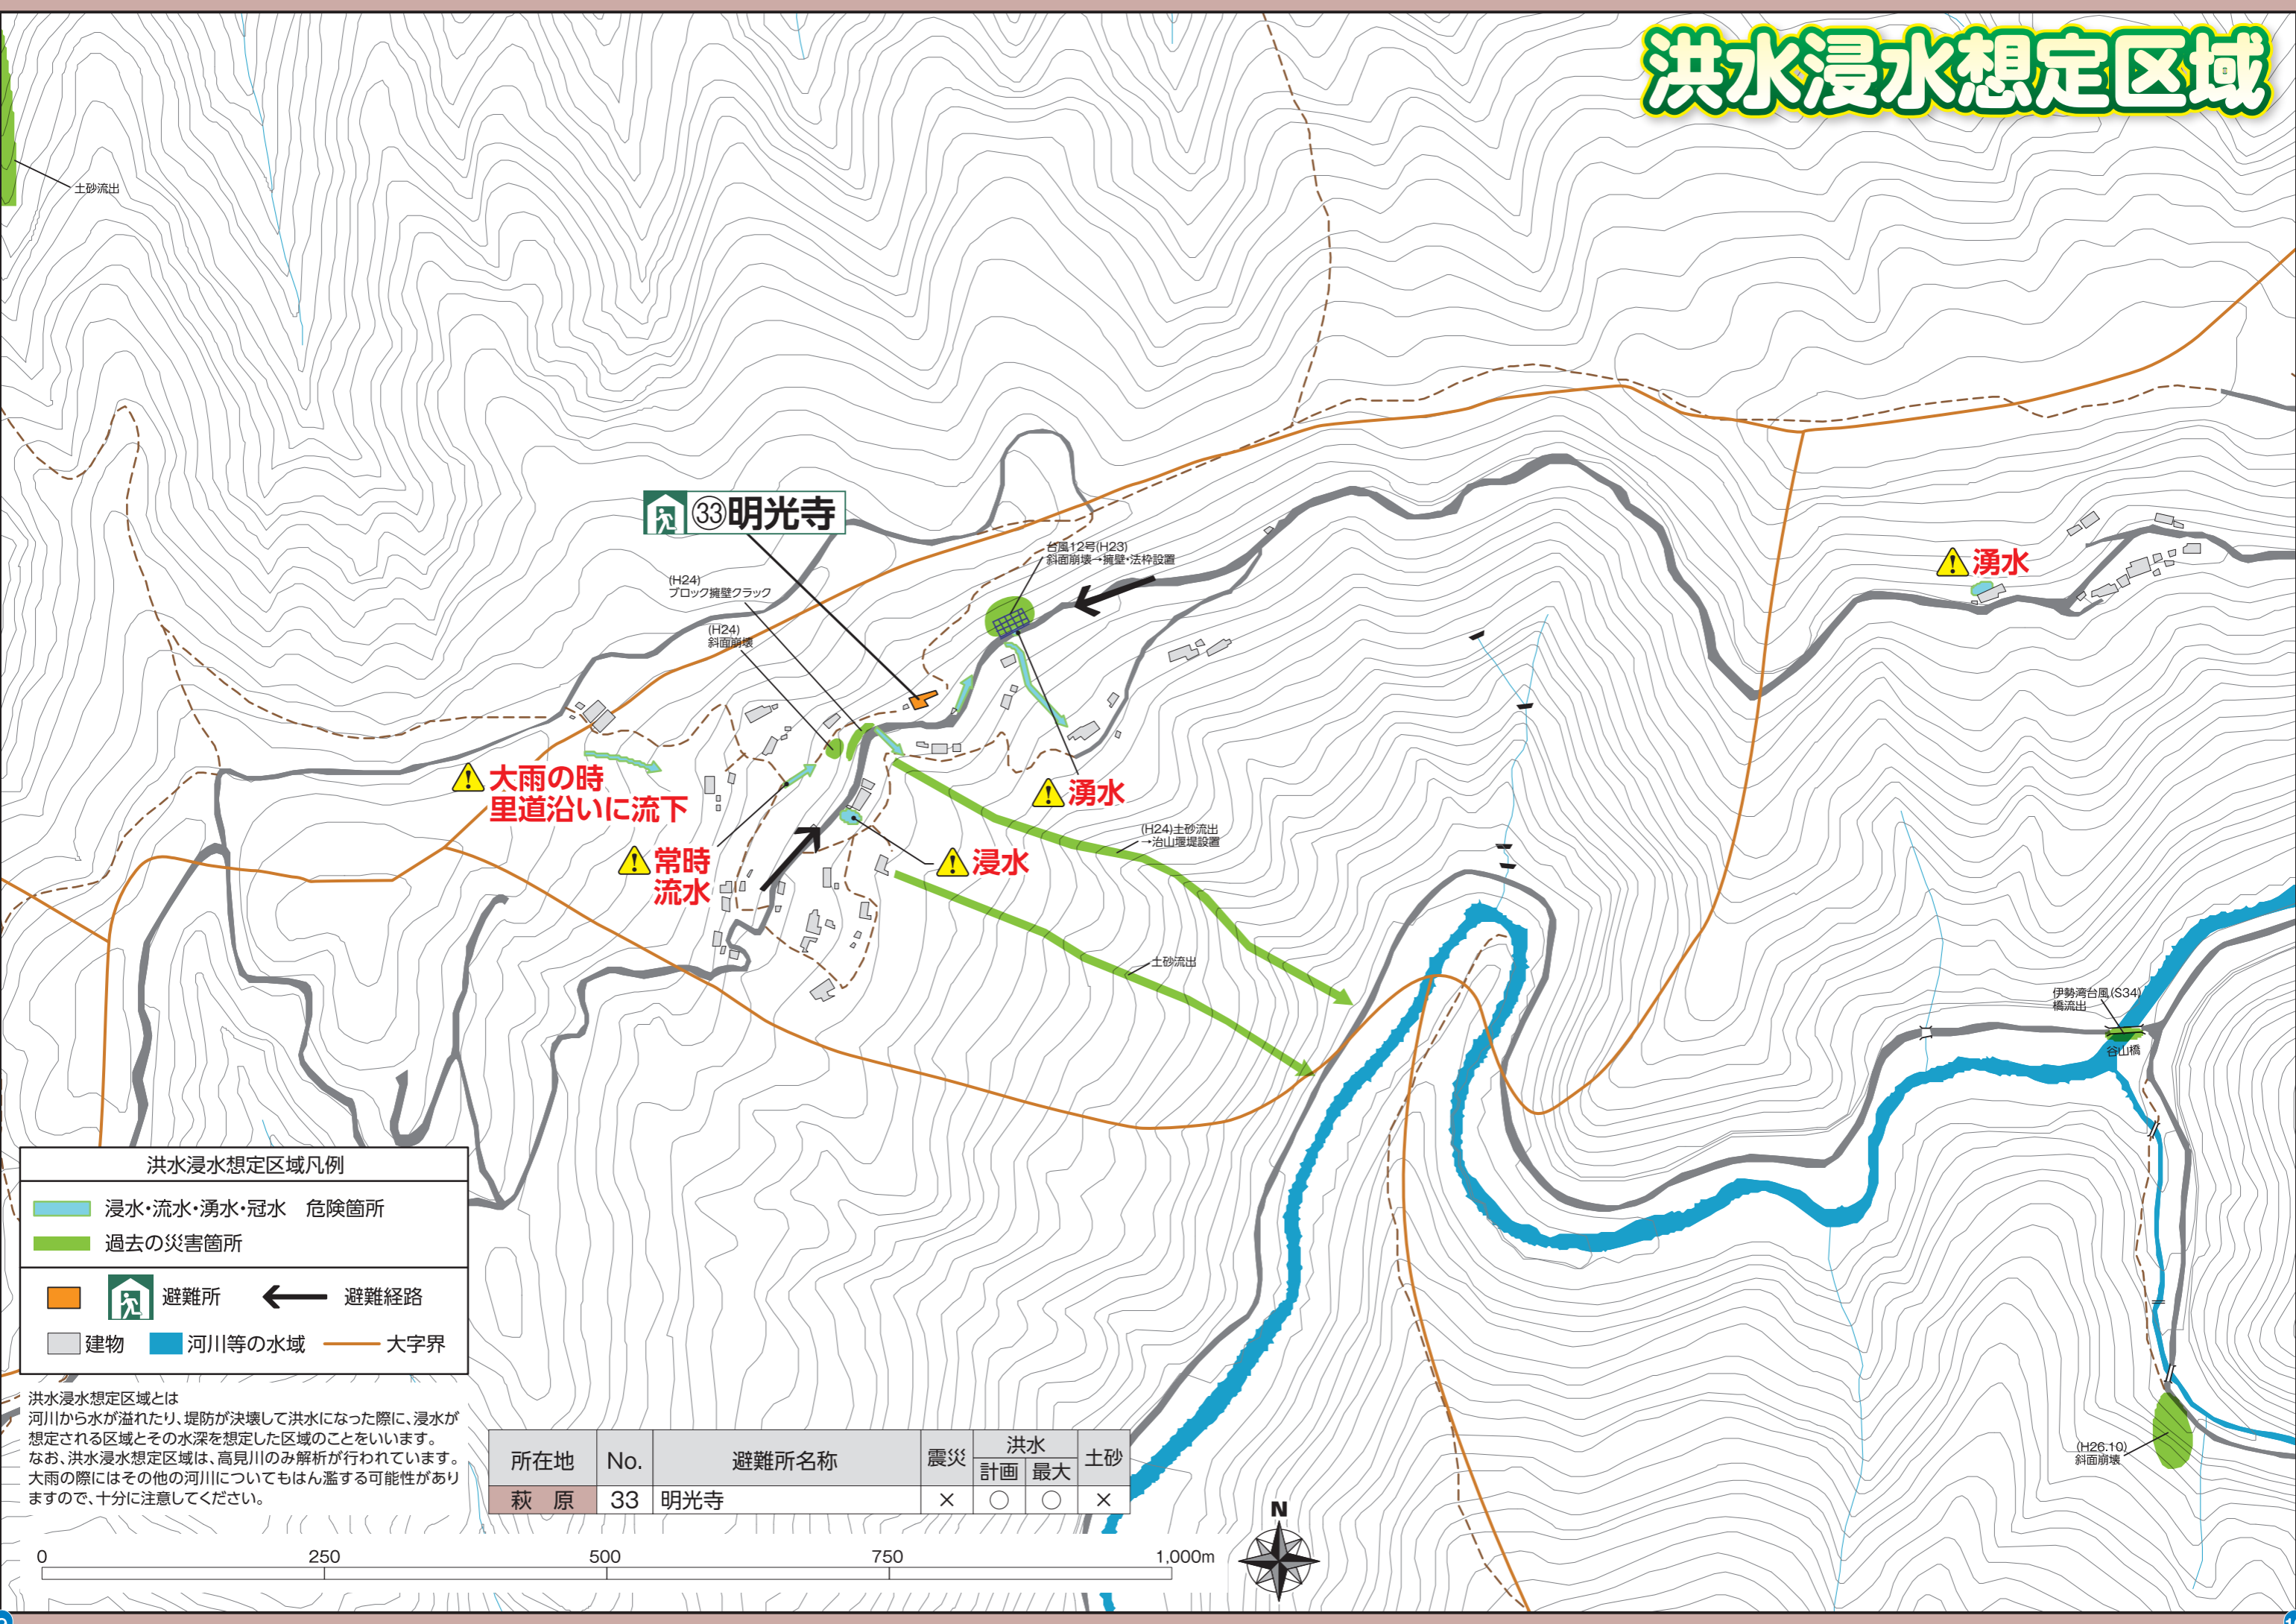 洪水浸水想定区域
土砂流出
㉝明光寺
台風12号(H23)
斜面崩壊→擁壁・法枠設置
(H24)
ブロック擁壁クラック
(H24)
斜面崩壊
湧水
大雨の時
里道沿いに流下
湧水
常時
流水
浸水
(H24)土砂流出
→治山堰堤設置
土砂流出
伊勢湾台風(S34)
橋流出
谷山橋
(H26.10)
斜面崩壊
洪水浸水想定区域凡例
浸水・流水・湧水・冠水　危険箇所
過去の災害箇所
避難所 避難経路
建物 河川等の水域 大字界
洪水浸水想定区域とは
河川から水が溢れたり、堤防が決壊して洪水になった際に、浸水が
想定される区域とその水深を想定した区域のことをいいます。
なお、洪水浸水想定区域は、高見川のみ解析が行われています。
大雨の際にはその他の河川についてもはん濫する可能性があり
ますので、十分に注意してください。
所在地 No. 避難所名称 震災 洪水 土砂
計画 最大
萩　原 33 明光寺 × ○ ○ ×
N
0 250 500 750 1,000m